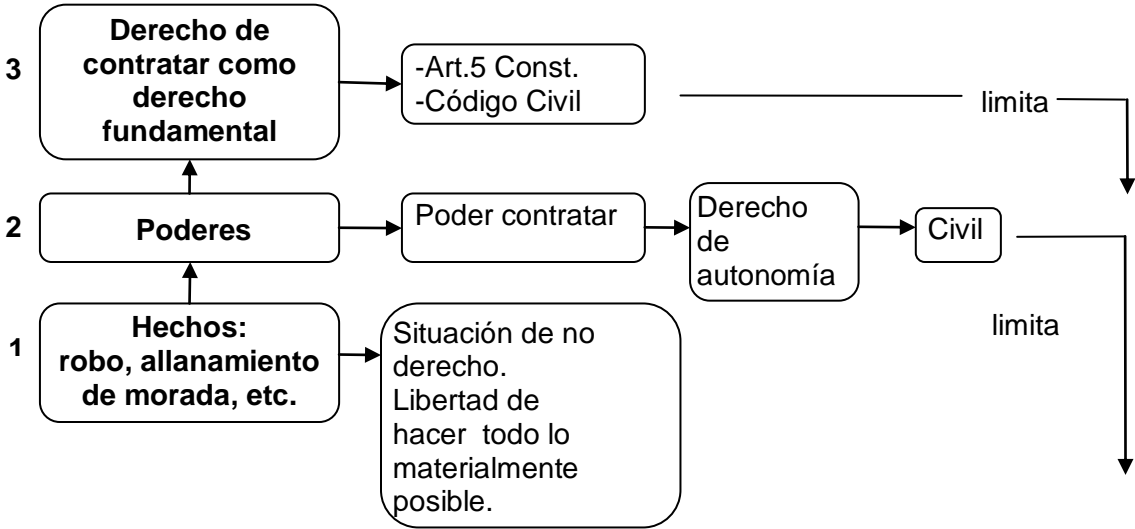 3
Derecho de
contratar como
derecho
fundamental
-Art.5 Const.
-Código Civil
limita
2
Poderes
Poder contratar
Derecho
de
autonomía
Civil
1
Hechos:
robo, allanamiento
de morada, etc.
Situación de no
derecho.
Libertad de
hacer todo lo
materialmente
posible.
limita